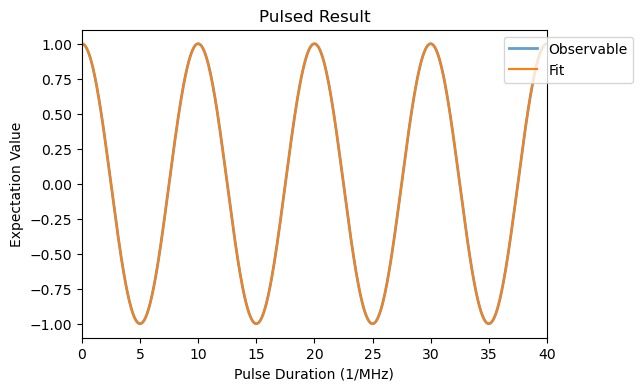 Pulsed Result
Observable
Fit
Expectation Value
1.00
0.75
0.50
0.25
0.00
−0.25
−0.50
−0.75
−1.00
0 5 10 15 20 25 30 35 40
Pulse Duration (1/MHz)